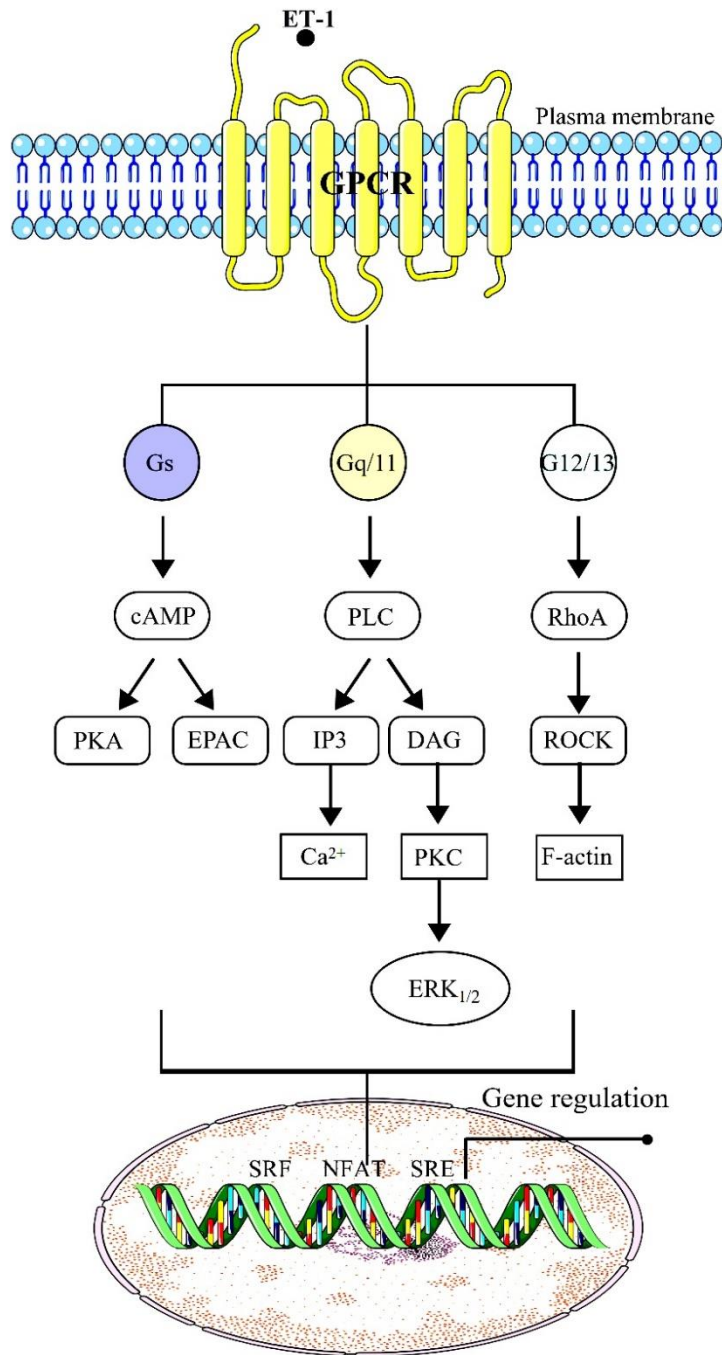 ET-1
Plasma membrane
GPCR
Gs
Gq/11
G12/13
cAMP
PLC
RhoA
PKA
EPAC
IP3
DAG
ROCK
Ca²⁺
PKC
F-actin
ERK₁/₂
Gene regulation
SRF
NFAT
SRE